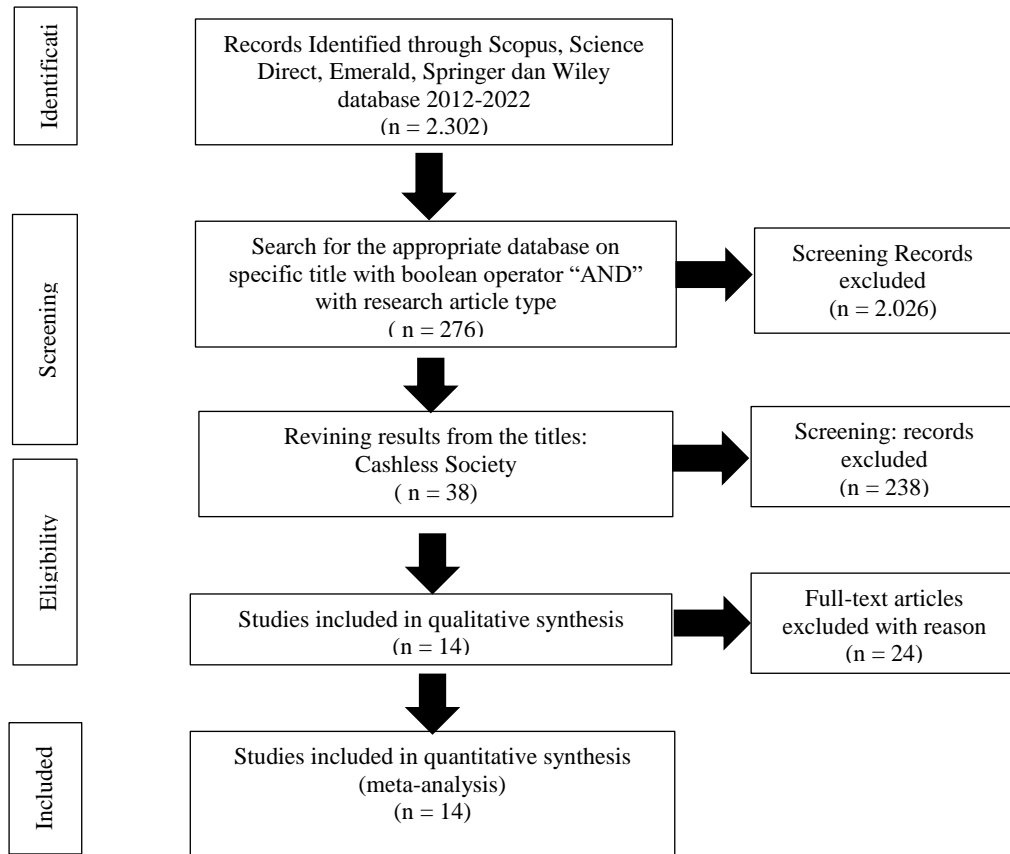 Identificati
Records Identified through Scopus, Science
Direct, Emerald, Springer dan Wiley
database 2012-2022
(n = 2.302)
Screening
Search for the appropriate database on
specific title with boolean operator “AND”
with research article type
( n = 276)
Screening Records
excluded
(n = 2.026)
Revining results from the titles:
Cashless Society
( n = 38)
Screening: records
excluded
(n = 238)
Eligibility
Studies included in qualitative synthesis
(n = 14)
Full-text articles
excluded with reason
(n = 24)
Included
Studies included in quantitative synthesis
(meta-analysis)
(n = 14)